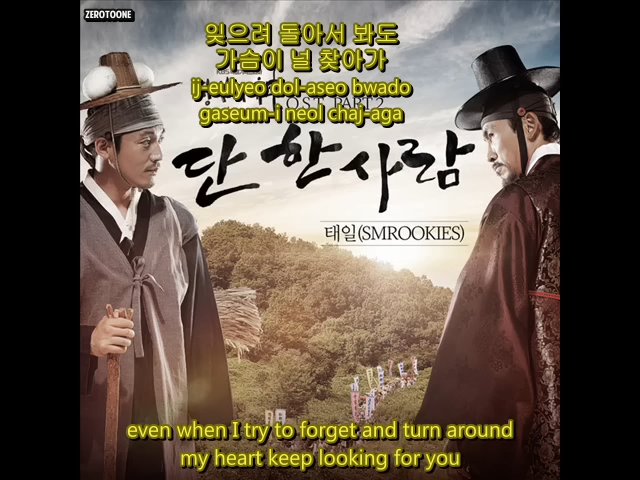 ZEROTOONE
잊으려 돌아서 봐도
가슴이 널 찾아가
ij-eulyeo dol-aseo bwado
OST PART2
gaseum-i neol chaj-aga
단 한 사람
태일(SMROOKIES)
even when I try to forget and turn around
my heart keep looking for you